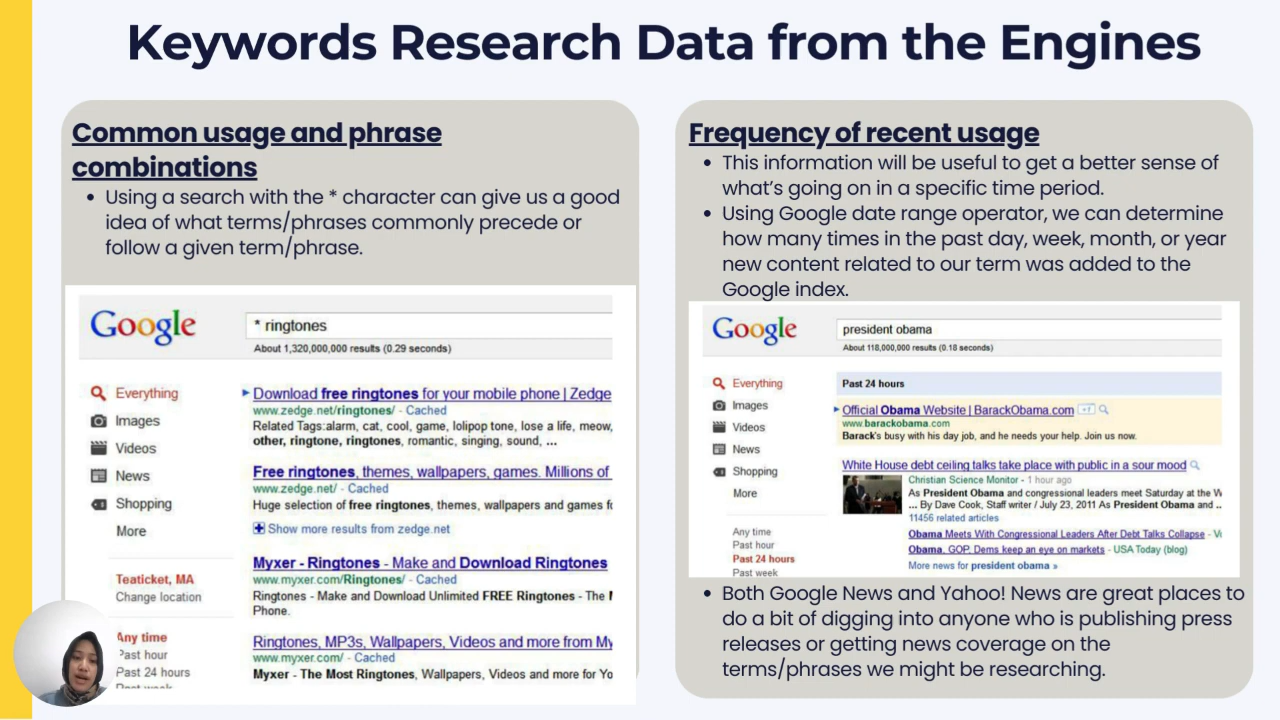 Keywords Research Data from the Engines
Common usage and phrase
combinations
• Using a search with the * character can give us a good
idea of what terms/phrases commonly precede or
follow a given term/phrase.
Google
* ringtones
About 1,320,000,000 results (0.29 seconds)
Everything
Images
Videos
News
Shopping
More
Teaticket, MA
Change location
Any time
Past hour
Past 24 hours
Past week
Download free ringtones for your mobile phone | Zedge
www.zedge.net/ringtones/ - Cached
Related Tags:alarm, cat, cool, game, lolipop tone, lose a life, meow,
other, ringtone, ringtones, romantic, singing, sound, ...
Free ringtones, themes, wallpapers, games. Millions of
www.zedge.net/ - Cached
Huge selection of free ringtones, themes, wallpapers and games
Show more results from zedge.net
Myxer - Ringtones - Make and Download Ringtones
www.myxer.com/Ringtones/ - Cached
Ringtones - Make and Download Unlimited FREE Ringtones - The
Phone.
Ringtones, MP3s, Wallpapers, Videos and more from
www.myxer.com/ - Cached
Myxer - The Most Ringtones, Wallpapers, Videos and more for
Frequency of recent usage
• This information will be useful to get a better sense of
what's going on in a specific time period.
• Using Google date range operator, we can determine
how many times in the past day, week, month, or year
new content related to our term was added to the
Google index.
Google
president obama
About 118,000,000 results (0.18 seconds)
Everything
Images
Videos
News
Shopping
More
Any time
Past hour
Past 24 hours
Past week
Past 24 hours
Official Obama Website | BarackObama.com
+1
www.barackobama.com
Barack's busy with his day job, and he needs your help. Join us now.
White House debt ceiling talks take place with public in a sour mood
Christian Science Monitor - 1 hour ago
As President Obama and congressional leaders meet Saturday at the
... By Dave Cook, Staff writer / July 23, 2011 As President Obama and ...
11456 related articles
Obama Meets With Congressional Leaders After Debt Talks Collapse -
Obama, GOP, Dems keep an eye on markets - USA Today (blog)
More news for president obama »
• Both Google News and Yahoo! News are great places to
do a bit of digging into anyone who is publishing press
releases or getting news coverage on the
terms/phrases we might be researching.